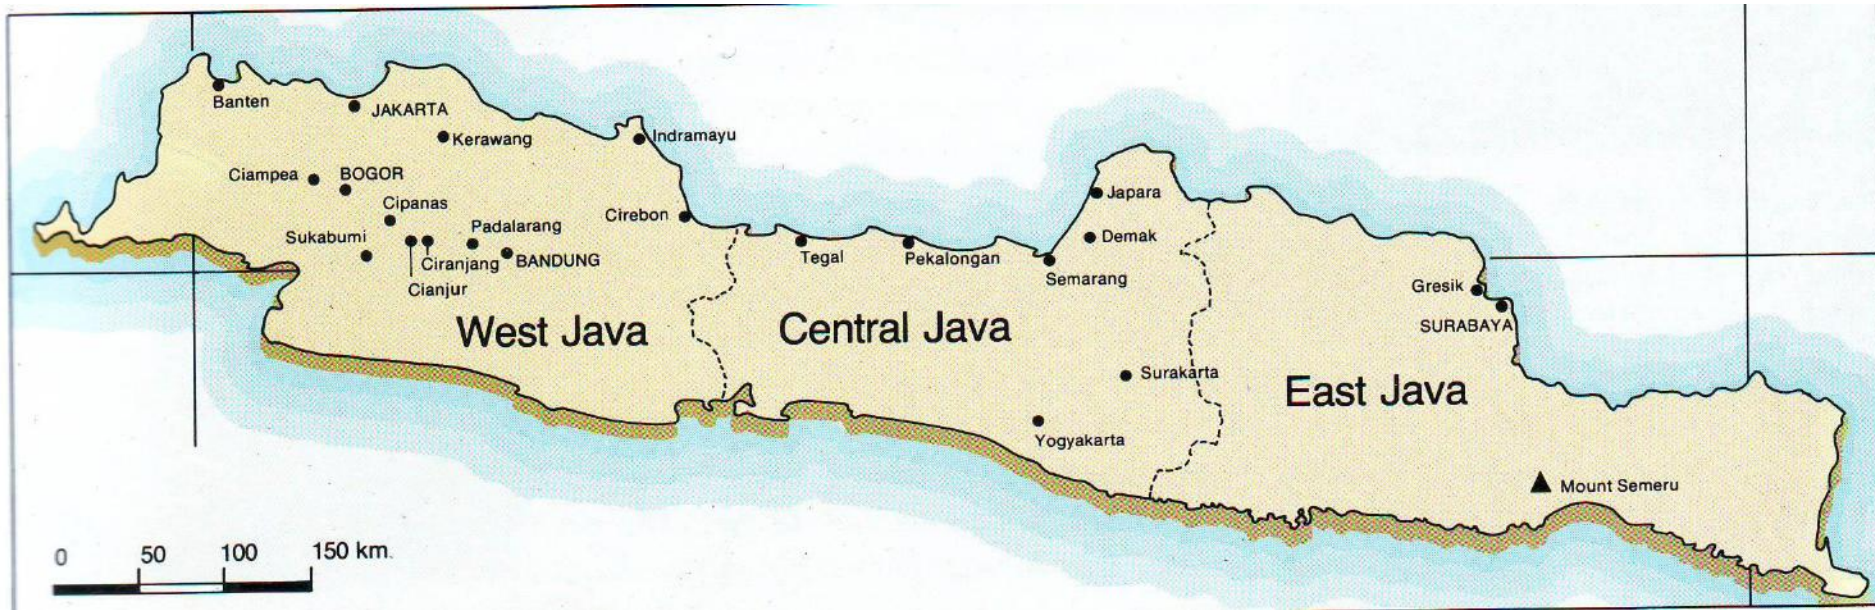 Banten
JAKARTA
Kerawang
Indramayu
Ciampea
BOGOR
Cipanas
Cirebon
Japara
Sukabumi
Padalarang
Demak
Ciranjang
BANDUNG
Tegal
Pekalongan
Semarang
Cianjur
Gresik
SURABAYA
West Java
Central Java
Surakarta
East Java
Yogyakarta
Mount Semeru
0 50 100 150 km.